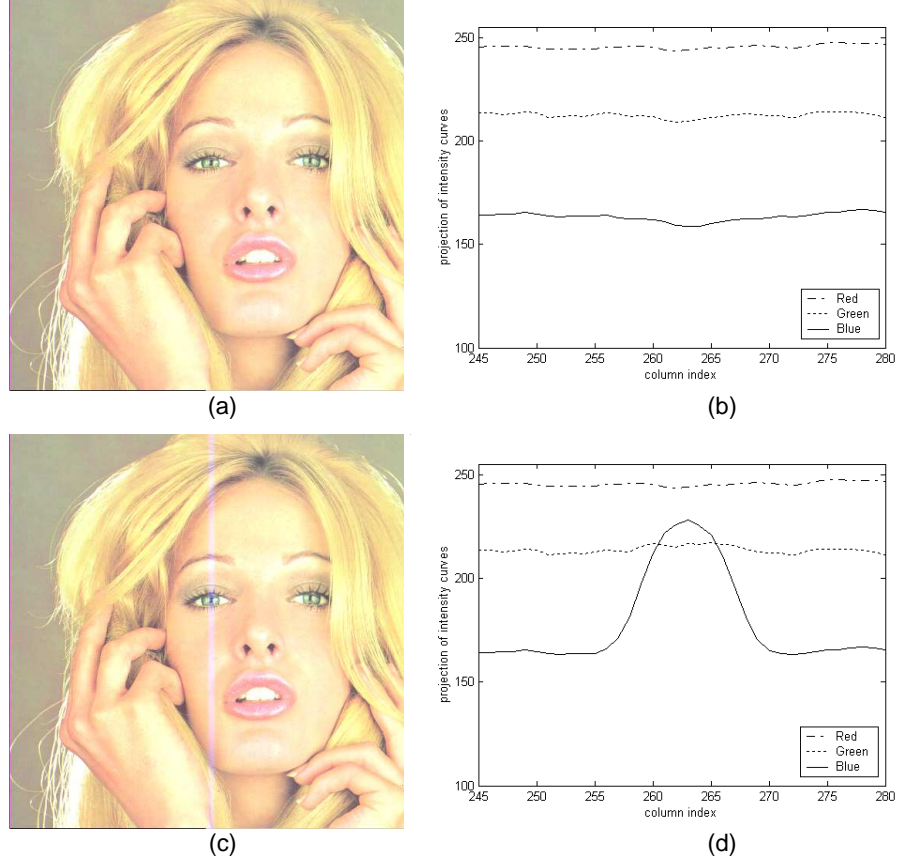 250
200
150
100
projection of intensity curves
245 250 255 260 265 270 275 280
column index
Red
Green
Blue
(a)
(b)
250
200
150
100
projection of intensity curves
245 250 255 260 265 270 275 280
column index
Red
Green
Blue
(c)
(d)